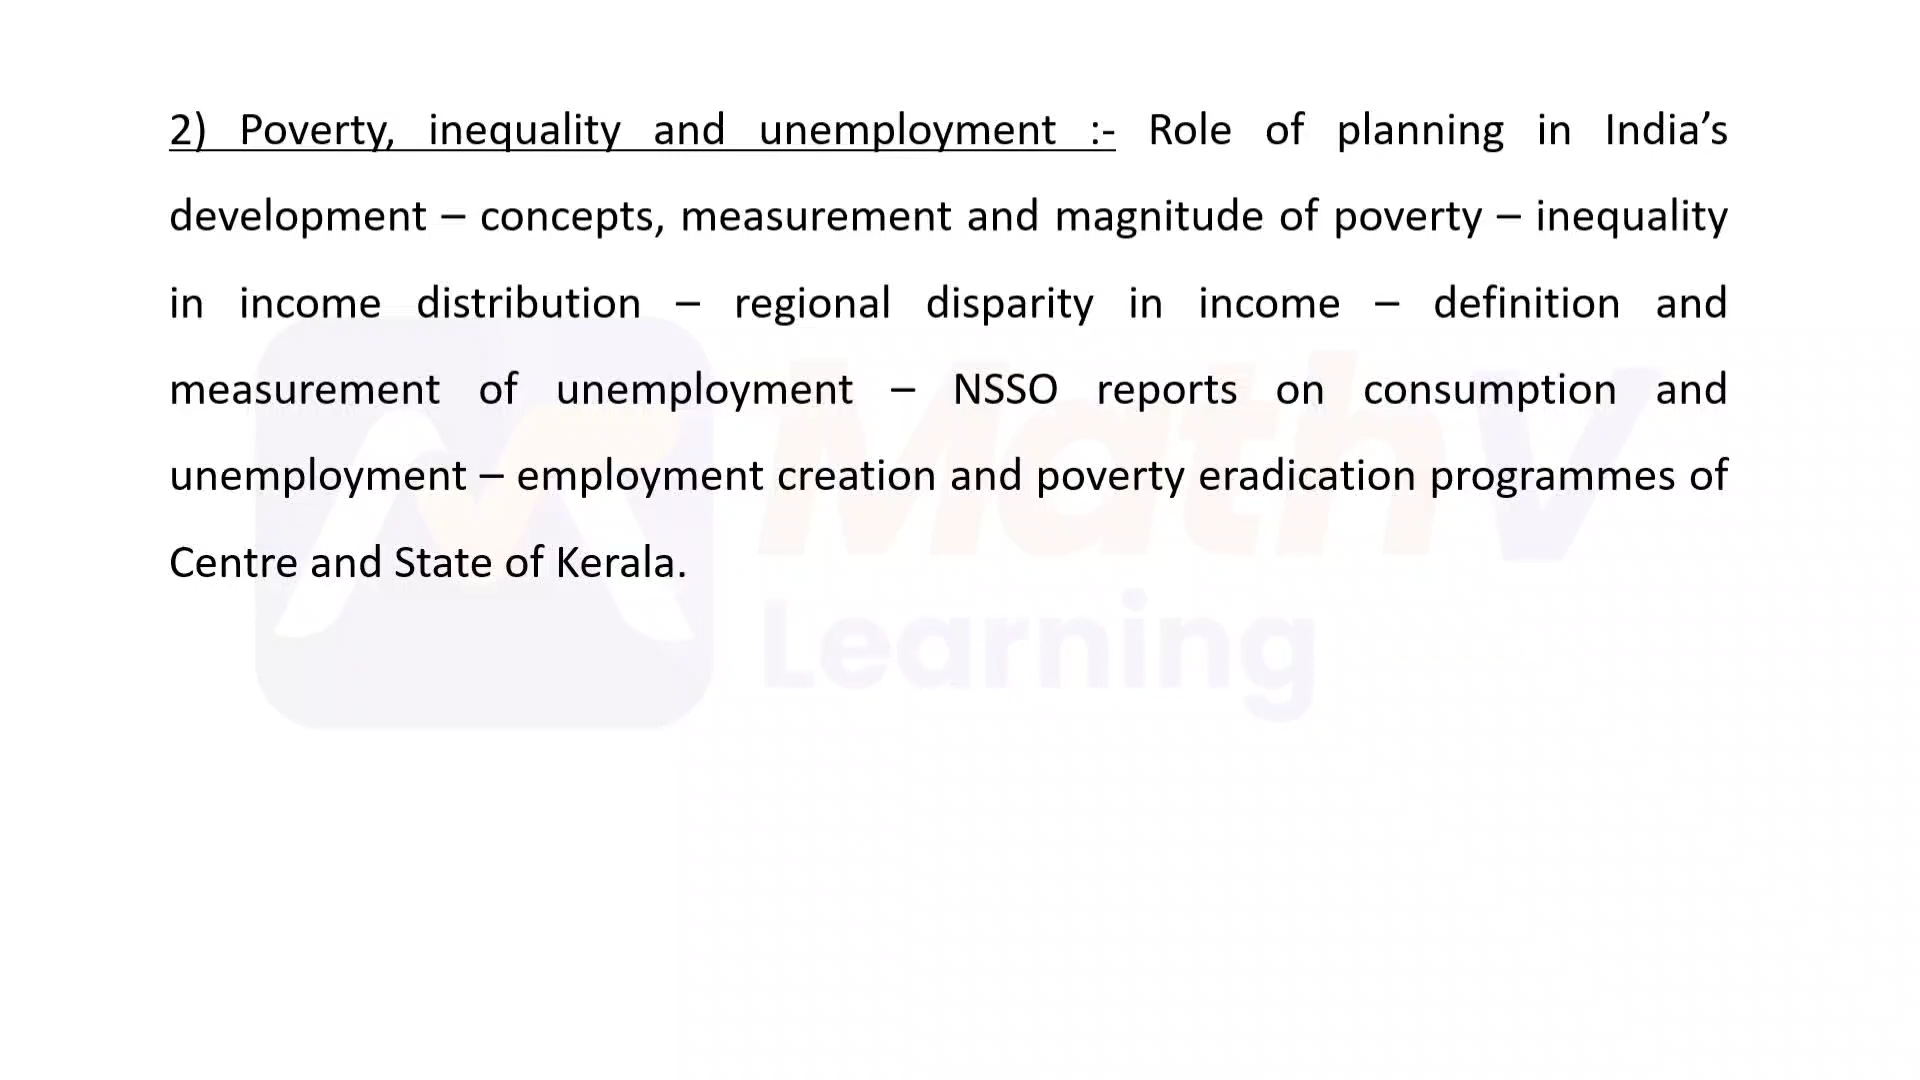 2) Poverty, inequality and unemployment :- Role of planning in India’s
development – concepts, measurement and magnitude of poverty – inequality
in income distribution – regional disparity in income – definition and
measurement of unemployment – NSSO reports on consumption and
unemployment – employment creation and poverty eradication programmes of
Centre and State of Kerala.
MathV
Learning